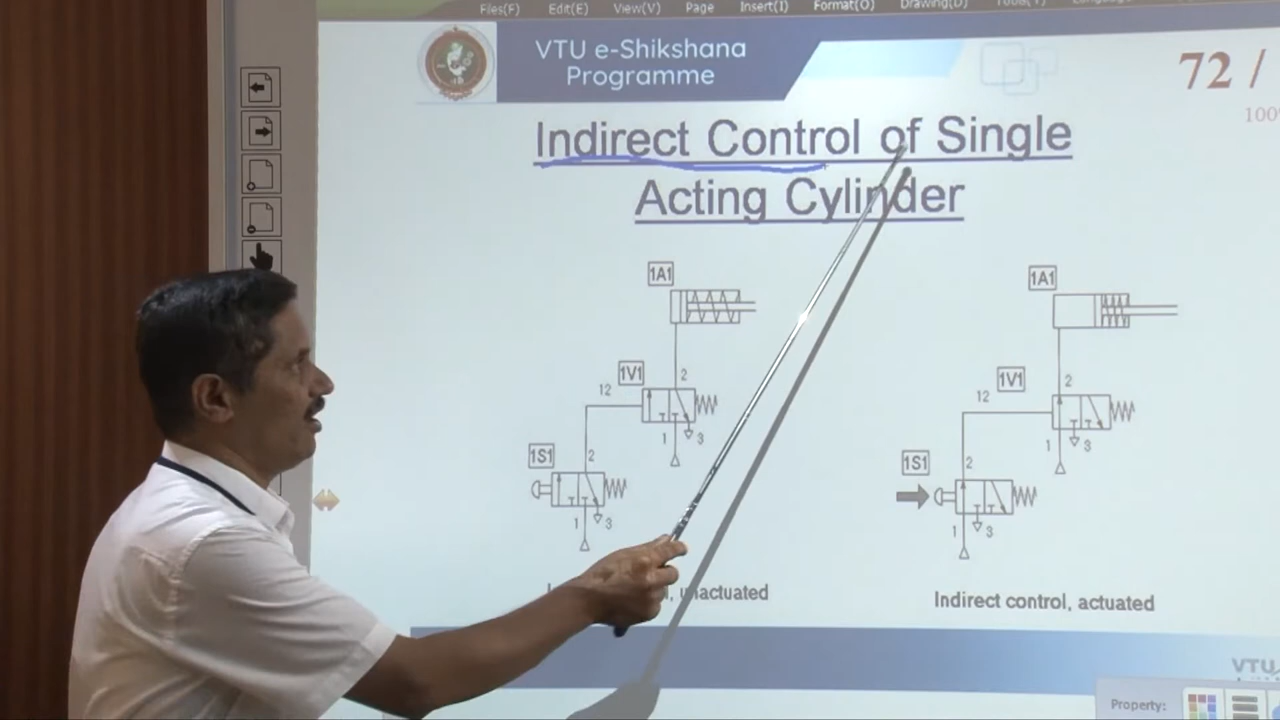 Files(F) Edit(E) View(V) Page Insert(I) Format(O) Drawing(D)
VTU e-Shikshana
Programme
72 /
100%
Indirect Control of Single
Acting Cylinder
1A1
1V1
2
12
1
3
1S1
2
1
3
unactuated
1A1
1V1
2
12
1
3
1S1
2
1
3
Indirect control, actuated
VTU
Property: